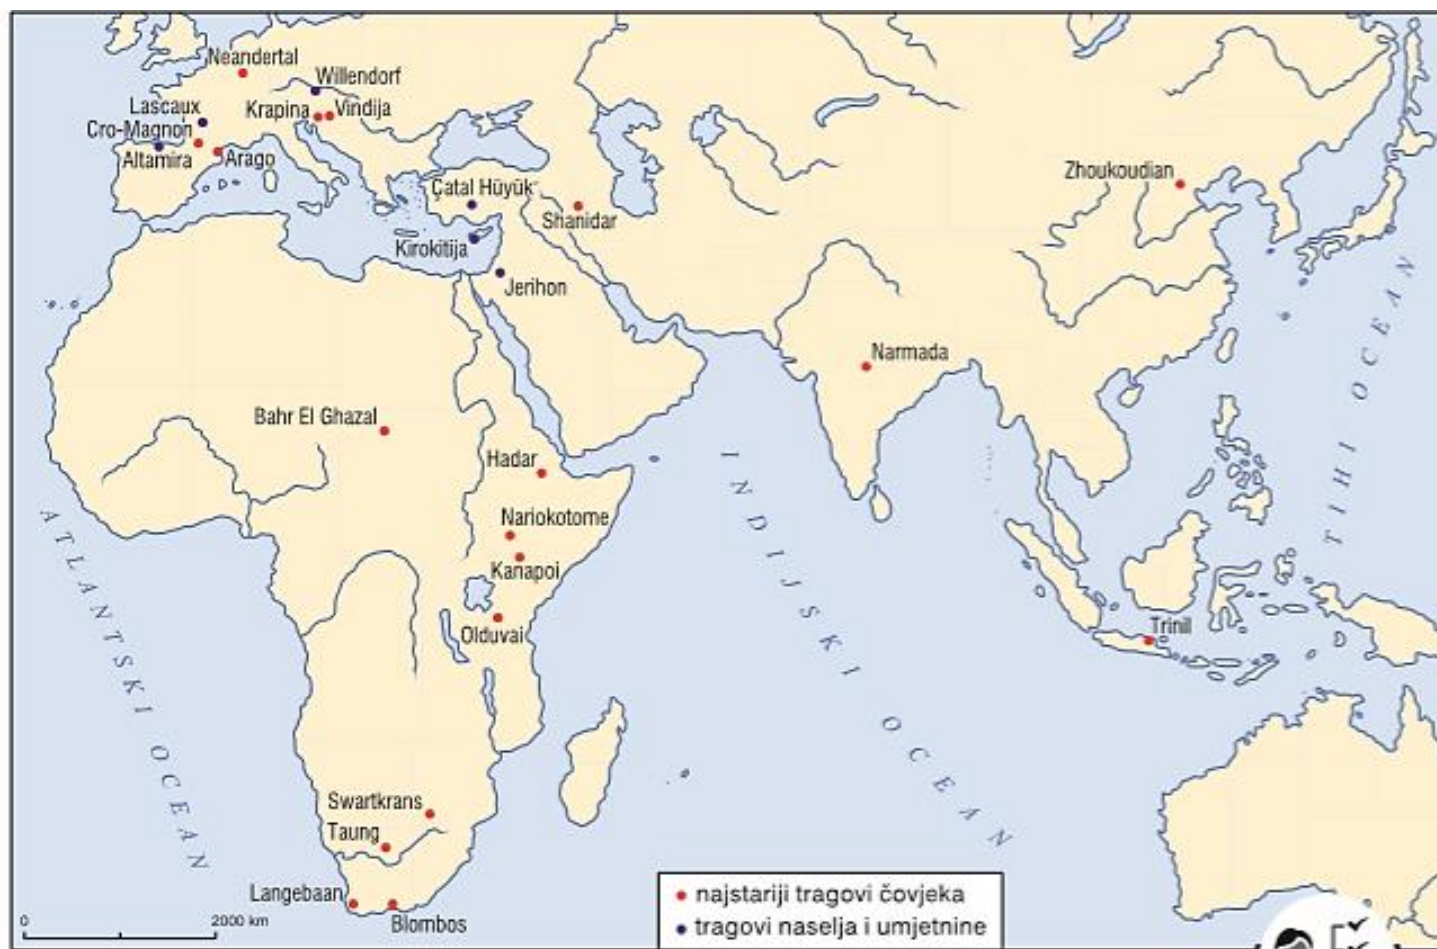 Neandertal
Willendorf
Lascaux
Krapina
Vindija
Cro-Magnon
Altamira
Arago
Çatal Hüyük
Zhoukoudian
Shanidar
Kirokitija
Jerihon
Narmada
Bahr El Ghazal
Hadar
Nariokotome
Kanapoi
Olduvai
Trinil
ATLANTSKI OCEAN
INDIJSKI OCEAN
TIHI OCEAN
Swartkrans
Taung
Langebaan
Blombos
0 2000 km
najstariji tragovi čovjeka
tragovi naselja i umjetnine